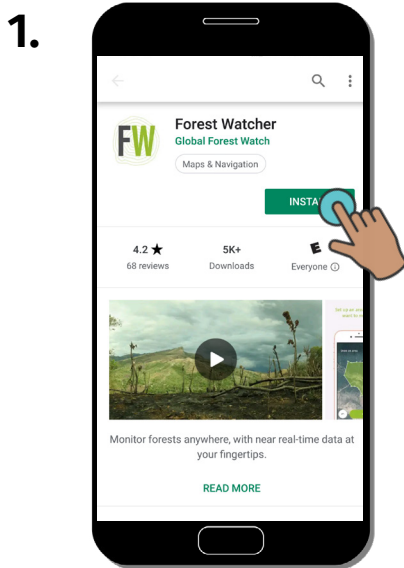 1.
FW
Forest Watcher
Global Forest Watch
Maps & Navigation
4.2 ★
5K+
E
68 reviews
Downloads
Everyone
Monitor forests anywhere, with near real-time data at
your fingertips.
READ MORE